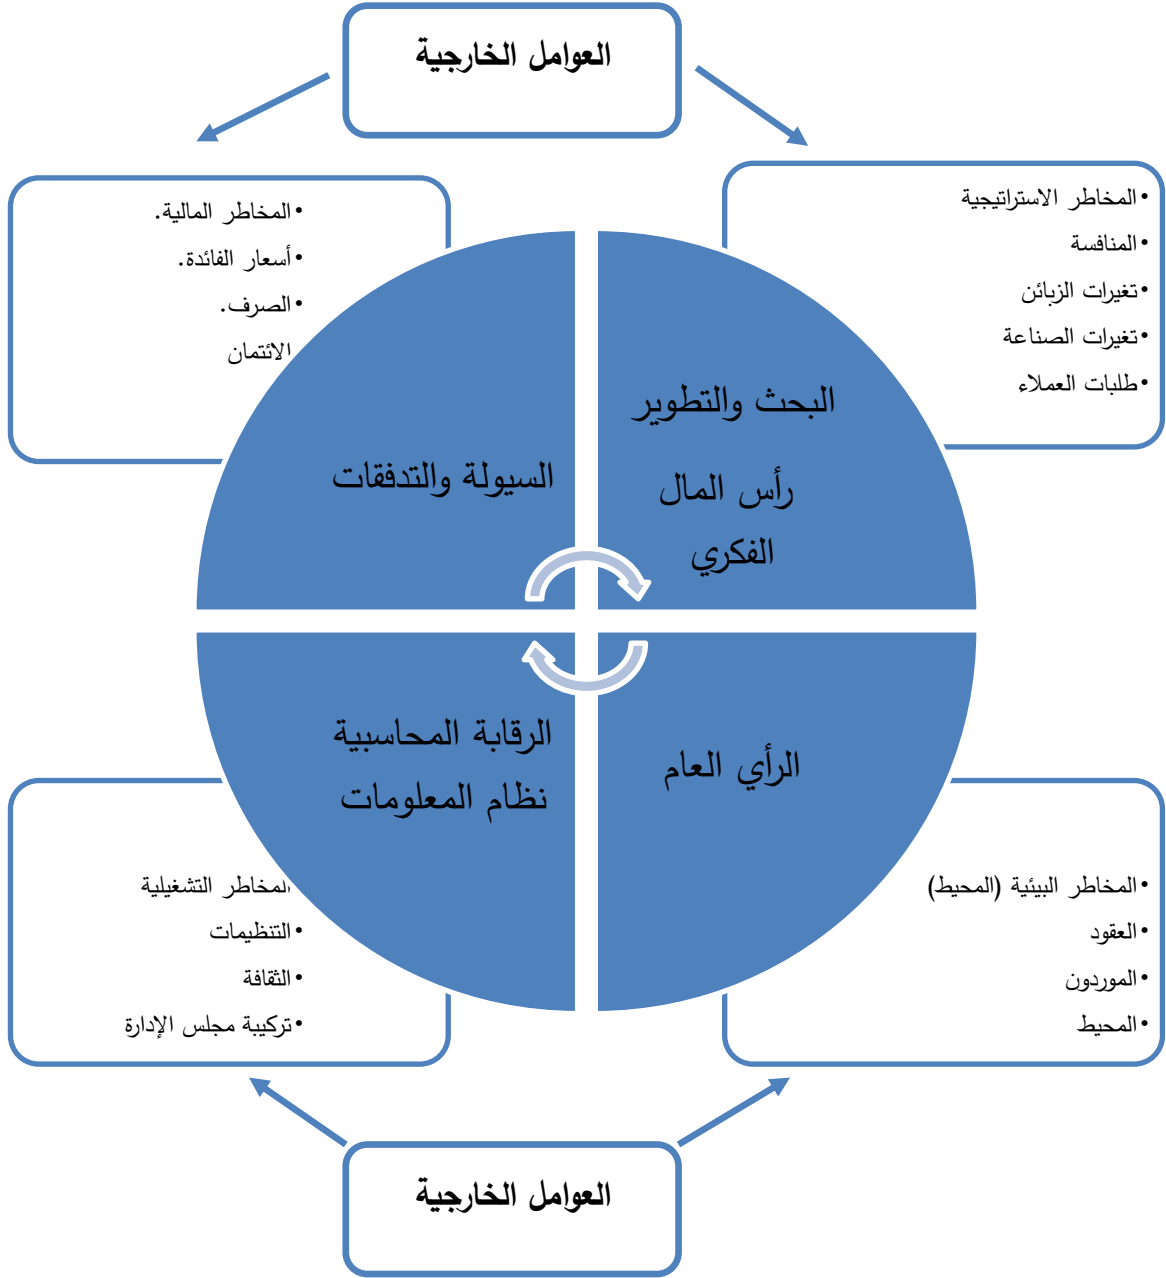 العوامل الخارجية
•المخاطر الاستراتيجية
•المنافسة
•تغيرات الزبائن
•تغيرات الصناعة
•طلبات العملاء
•المخاطر المالية.
•أسعار الفائدة.
•الصرف.
الائتمان
البحث والتطوير
رأس المال
الفكري
السيولة والتدفقات
الرأي العام
الرقابة المحاسبية
نظام المعلومات
•المخاطر البيئية (المحيط)
•العقود
•الموردون
•المحيط
المخاطر التشغيلية
•التنظيمات
•الثقافة
•تركيبة مجلس الإدارة
العوامل الخارجية